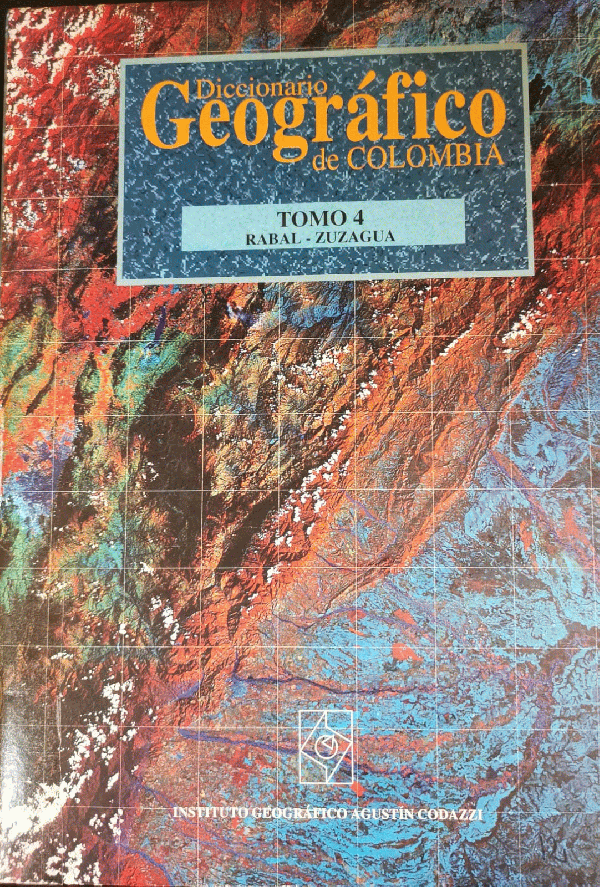 Diccionario
Geográfico
de COLOMBIA
TOMO 4
RABAL - ZUZAGUA
INSTITUTO GEOGRÁFICO AGUSTÍN CODAZZI